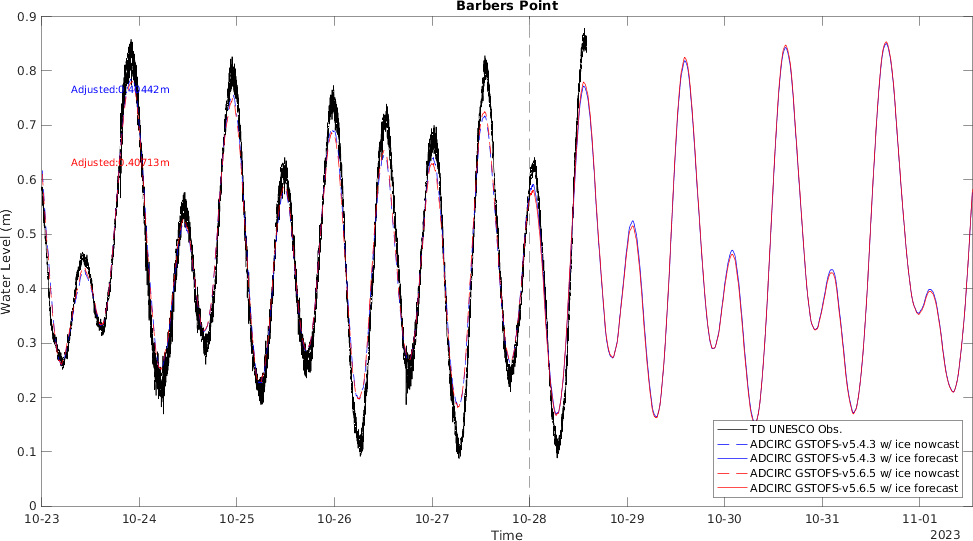 Barbers Point
0.9
0.8
0.7
0.6
0.5
0.4
0.3
0.2
0.1
0
Water Level (m)
Adjusted:0.40442m
Adjusted:0.40713m
TD UNESCO Obs.
ADCIRC GSTOFS-v5.4.3 w/ ice nowcast
ADCIRC GSTOFS-v5.4.3 w/ ice forecast
ADCIRC GSTOFS-v5.6.5 w/ ice nowcast
ADCIRC GSTOFS-v5.6.5 w/ ice forecast
10-23 10-24 10-25 10-26 10-27 10-28 10-29 10-30 10-31 11-01
Time
2023